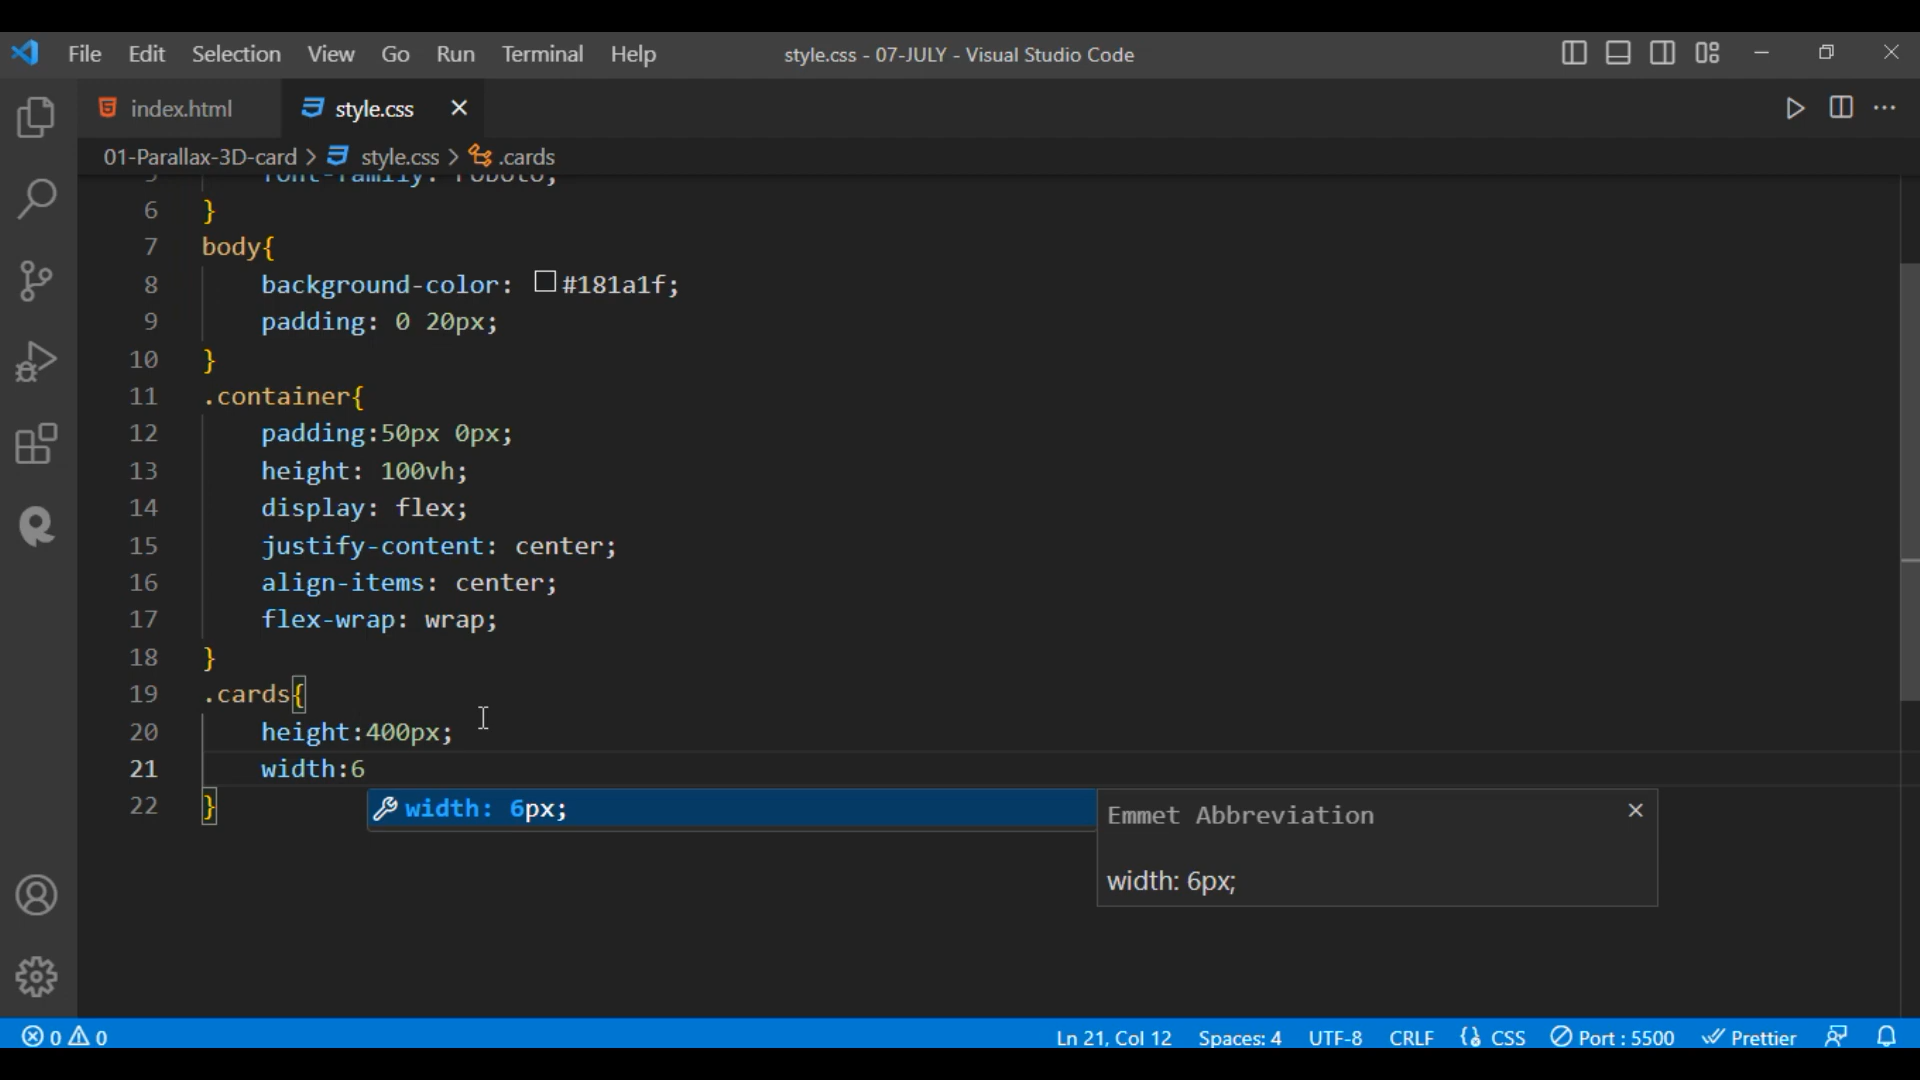 File Edit Selection View Go Run Terminal Help style.css - 07-JULY - Visual Studio Code
index.html style.css
01-Parallax-3D-card > style.css > .cards
5 font-family: roboto;
6 }
7 body{
8 background-color: #181a1f;
9 padding: 0 20px;
10 }
11 .container{
12 padding:50px 0px;
13 height: 100vh;
14 display: flex;
15 justify-content: center;
16 align-items: center;
17 flex-wrap: wrap;
18 }
19 .cards{
20 height:400px;
21 width:6
22 }
width: 6px;
Emmet Abbreviation
width: 6px;
0 0 Ln 21, Col 12 Spaces: 4 UTF-8 CRLF CSS Port : 5500 Prettier